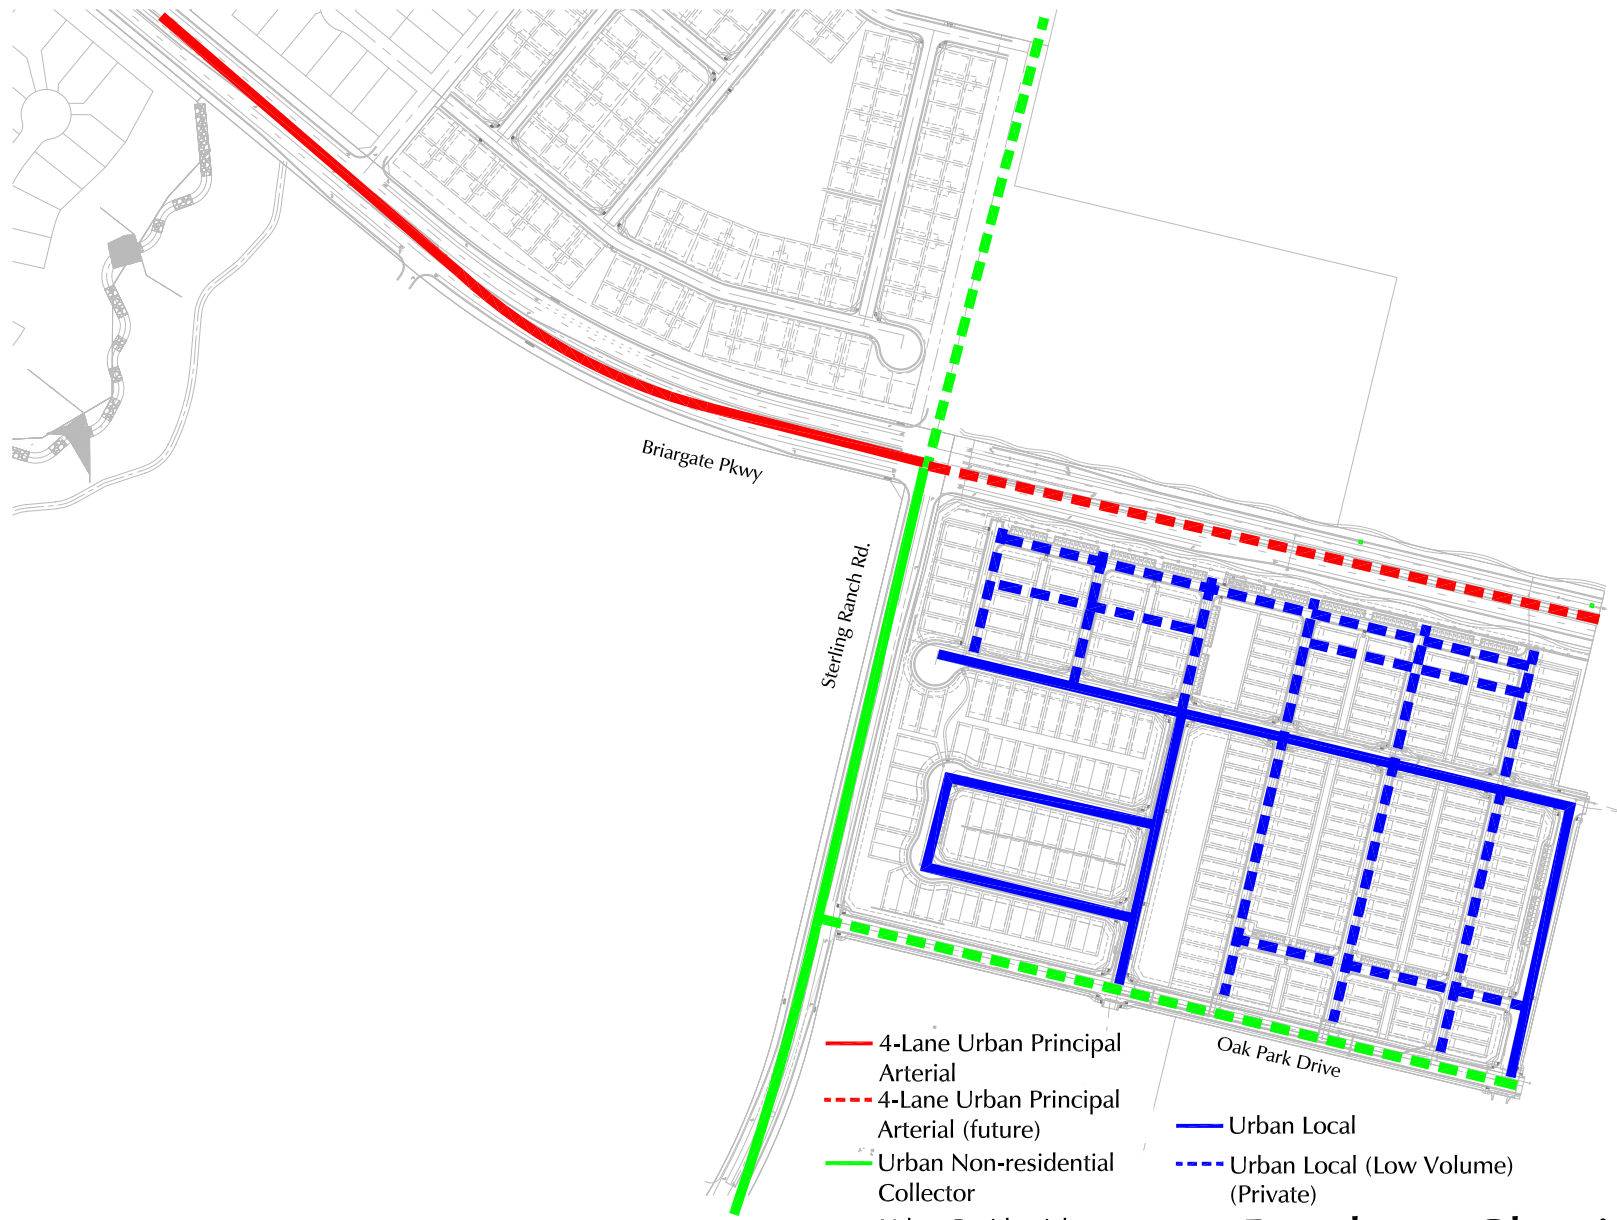 Briargate Pkwy
Sterling Ranch Rd.
Oak Park Drive
4-Lane Urban Principal
Arterial
4-Lane Urban Principal
Arterial (future)
Urban Non-residential
Collector
Urban Local
Urban Local (Low Volume)
(Private)